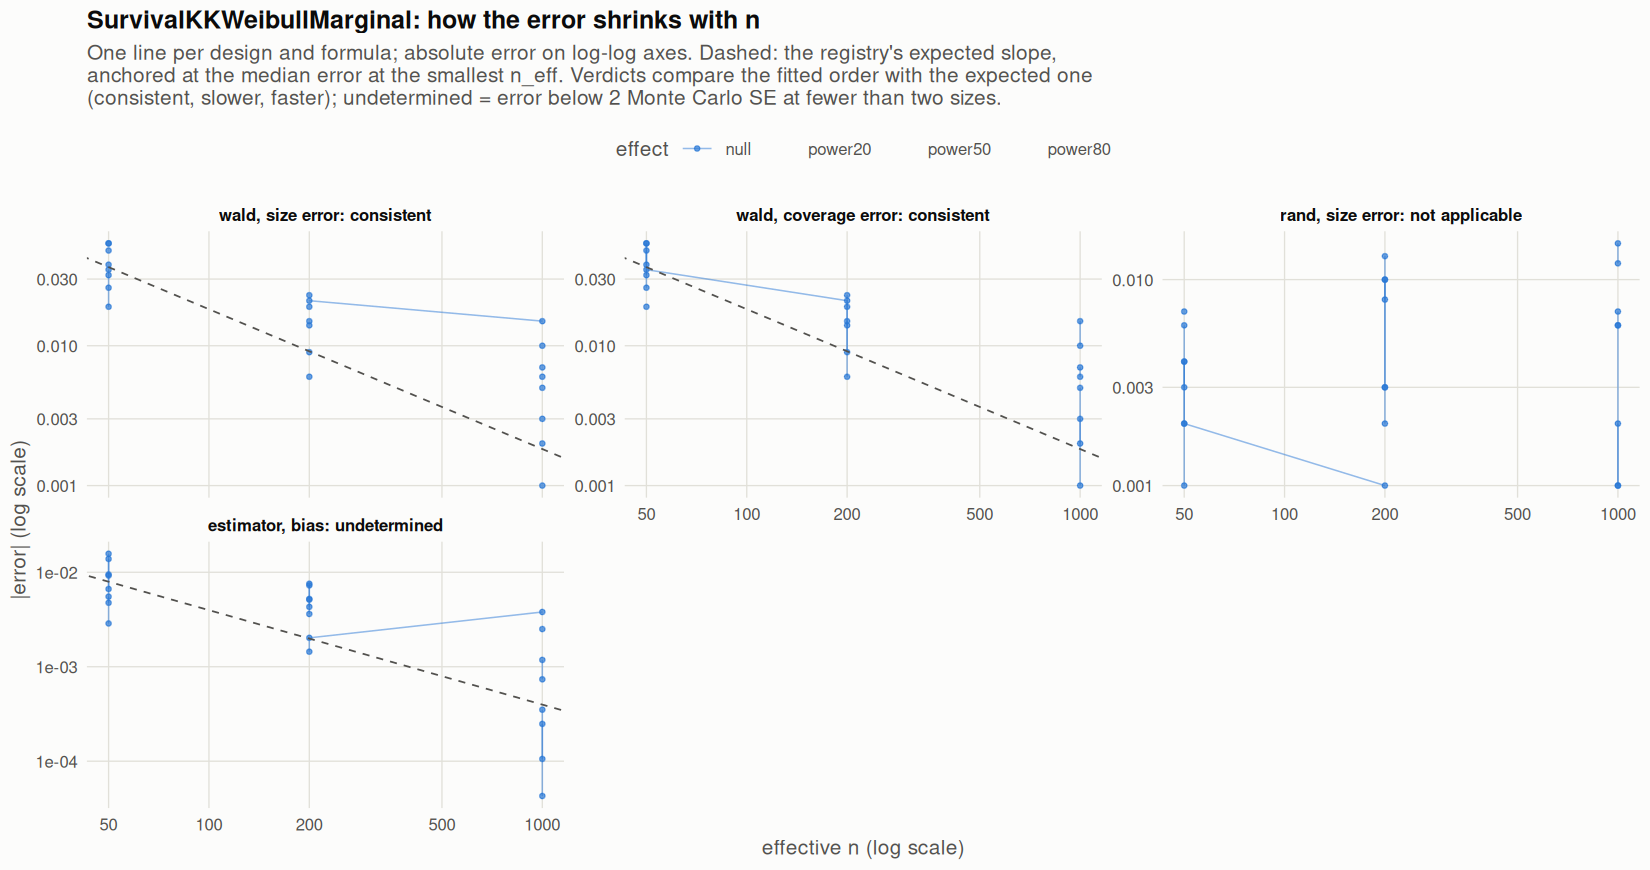 SurvivalKKWeibullMarginal: how the error shrinks with n
One line per design and formula; absolute error on log-log axes. Dashed: the registry's expected slope,
anchored at the median error at the smallest n_eff. Verdicts compare the fitted order with the expected one
(consistent, slower, faster); undetermined = error below 2 Monte Carlo SE at fewer than two sizes.
effect null power20 power50 power80
wald, size error: consistent
wald, coverage error: consistent
rand, size error: not applicable
0.030
0.010
0.003
0.001
0.030
0.010
0.003
0.001
0.010
0.003
0.001
50 100 200 500 1000
50 100 200 500 1000
estimator, bias: undetermined
1e-02
1e-03
1e-04
50 100 200 500 1000
|error| (log scale)
effective n (log scale)